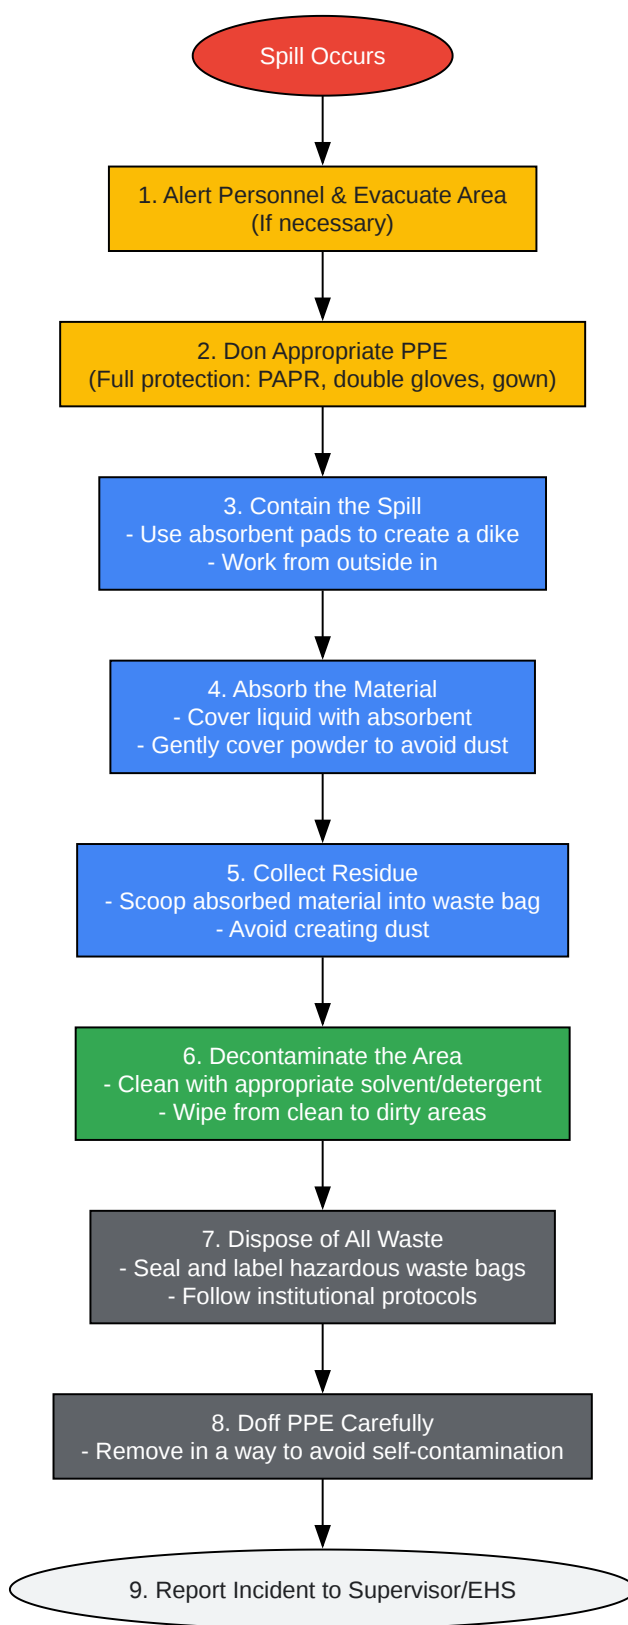 Spill Occurs
1. Alert Personnel & Evacuate Area
(If necessary)
2. Don Appropriate PPE
(Full protection: PAPR, double gloves, gown)
3. Contain the Spill
- Use absorbent pads to create a dike
- Work from outside in
4. Absorb the Material
- Cover liquid with absorbent
- Gently cover powder to avoid dust
5. Collect Residue
- Scoop absorbed material into waste bag
- Avoid creating dust
6. Decontaminate the Area
- Clean with appropriate solvent/detergent
- Wipe from clean to dirty areas
7. Dispose of All Waste
- Seal and label hazardous waste bags
- Follow institutional protocols
8. Doff PPE Carefully
- Remove in a way to avoid self-contamination
9. Report Incident to Supervisor/EHS